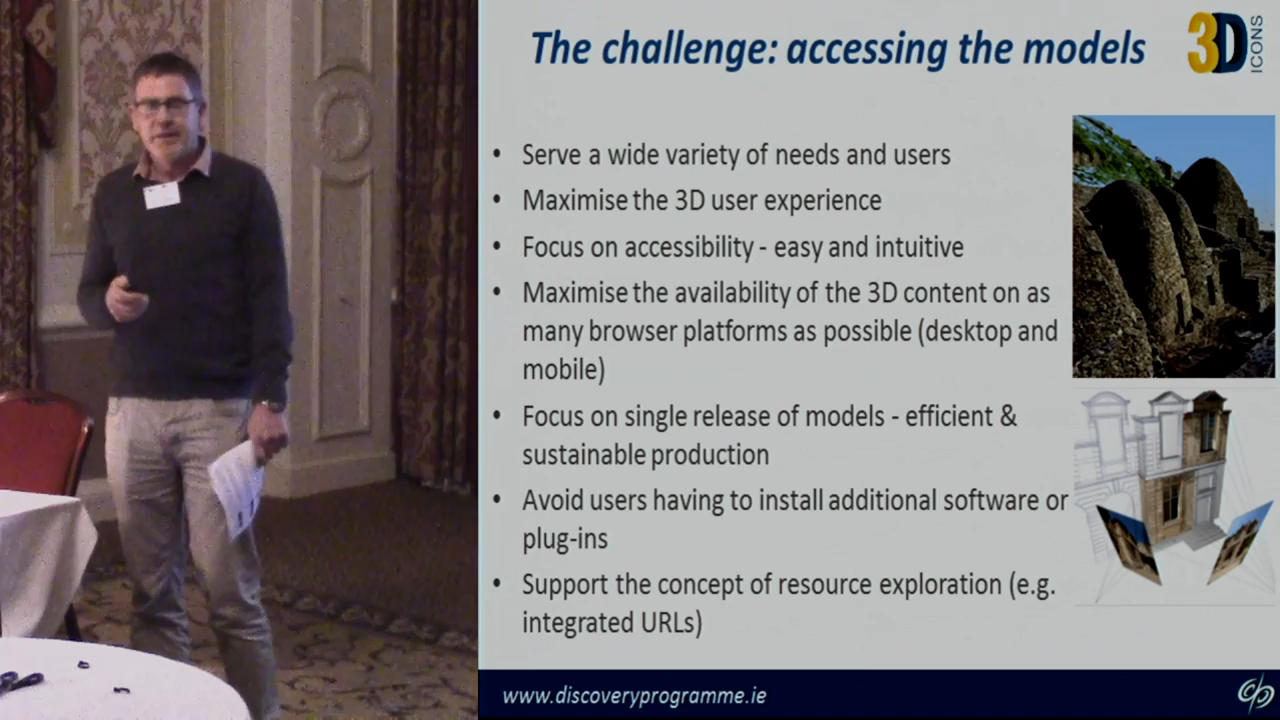 The challenge: accessing the models
3D
ICONS
• Serve a wide variety of needs and users
• Maximise the 3D user experience
• Focus on accessibility - easy and intuitive
• Maximise the availability of the 3D content on as
many browser platforms as possible (desktop and
mobile)
• Focus on single release of models - efficient &
sustainable production
• Avoid users having to install additional software or
plug-ins
• Support the concept of resource exploration (e.g.
integrated URLs)
www.discoveryprogramme.ie